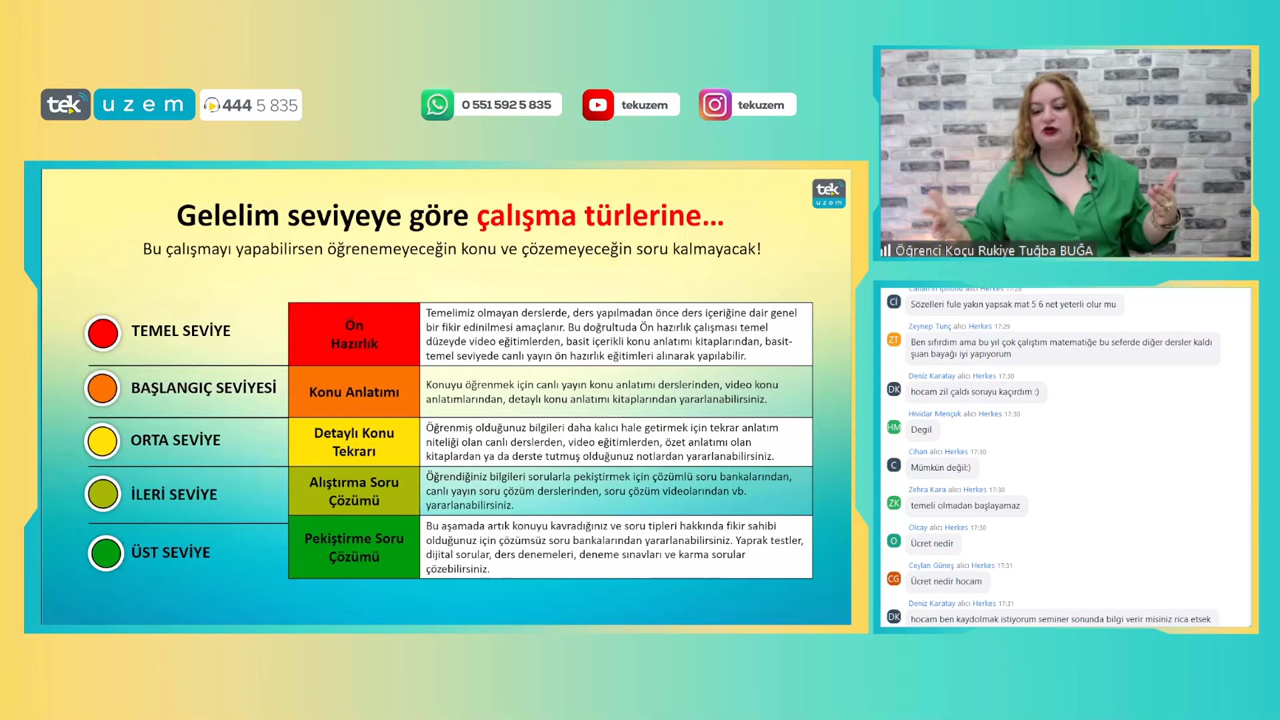 tek uzem 444 5 835
0 551 592 5 835
tekuzem
tekuzem
tek
uzem
Gelelim seviyeye göre çalışma türlerine...
Bu çalışmayı yapabilirsen öğrenemeyeceğin konu ve çözemeyeceğin soru kalmayacak!
TEMEL SEVİYE
Ön
Hazırlık
Temelimiz olmayan derslerde, ders yapılmadan önce ders içeriğine dair genel
bir fikir edinilmesi amaçlanır. Bu doğrultuda Ön hazırlık çalışması temel
düzeyde video eğitimlerden, basit içerikli konu anlatımı kitaplarından, basit-
temel seviyede canlı yayın ön hazırlık eğitimleri alınarak yapılabilir.
BAŞLANGIÇ SEVİYESİ
Konu Anlatımı
Konuyu öğrenmek için canlı yayın konu anlatımı derslerinden, video konu
anlatımlarından, detaylı konu anlatımı kitaplarından yararlanabilirsiniz.
ORTA SEVİYE
Detaylı Konu
Tekrarı
Öğrenmiş olduğunuz bilgileri daha kalıcı hale getirmek için tekrar anlatım
niteliği olan canlı derslerden, video eğitimlerden, özet anlatımı olan
kitaplardan ya da derste tutmuş olduğunuz notlardan yararlanabilirsiniz.
İLERİ SEVİYE
Alıştırma Soru
Çözümü
Öğrendiğiniz bilgileri sorularla pekiştirmek için çözümlü soru bankalarından,
canlı yayın soru çözüm derslerinden, soru çözüm videolarından vb.
yararlanabilirsiniz.
ÜST SEVİYE
Pekiştirme Soru
Çözümü
Bu aşamada artık konuyu kavradığınız ve soru tipleri hakkında fikir sahibi
olduğunuz için çözümsüz soru bankalarından yararlanabilirsiniz. Yaprak testler,
dijital sorular, ders denemeleri, deneme sınavları ve karma sorular
çözebilirsiniz.
Öğrenci Koçu Rukiye Tuğba BUĞA
CI
Sözelleri fule yakın yapsak mat 5 6 net yeterli olur mu
Zeynep Tunç alıcı Herkes 17:29
ZT
Ben sıfırdım ama bu yıl çok çalıştım matematiğe bu seferde diğer dersler kaldı
şuan bayağı iyi yapıyorum
Deniz Karatay alıcı Herkes 17:30
DK
hocam zil çaldı soruyu kaçırdım :)
Hividar Mençuk alıcı Herkes 17:30
HM
Degil
Cihan alıcı Herkes 17:30
C
Mümkün değil:)
Zehra Kara alıcı Herkes 17:30
ZK
temeli olmadan başlayamaz
Olcay alıcı Herkes 17:30
O
Ücret nedir
Ceylan Güneş alıcı Herkes 17:31
CG
Ücret nedir hocam
Deniz Karatay alıcı Herkes 17:31
DK
hocam ben kaydolmak istiyorum seminer sonunda bilgi verir misiniz rica etsek